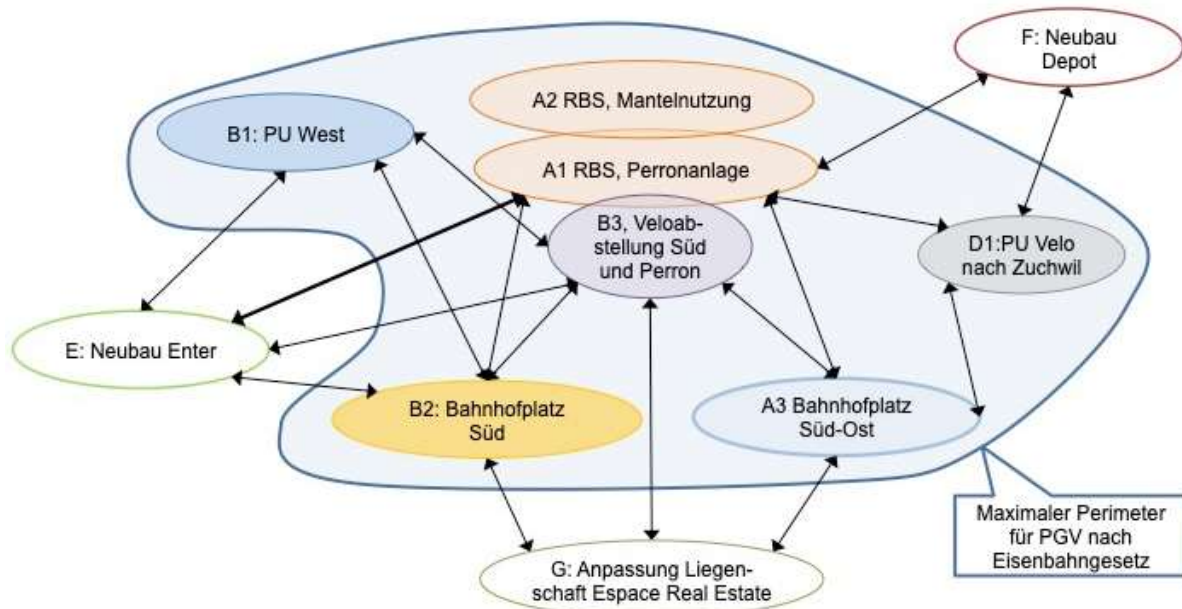 F: Neubau
Depot
A2 RBS, Mantelnutzung
B1: PU West
A1 RBS, Perronanlage
B3, Veloab-
stellung Süd
und Perron
D1:PU Velo
nach Zuchwil
E: Neubau Enter
B2: Bahnhofplatz
Süd
A3 Bahnhofplatz
Süd-Ost
Maximaler Perimeter
für PGV nach
Eisenbahngesetz
G: Anpassung Liegen-
schaft Espace Real Estate